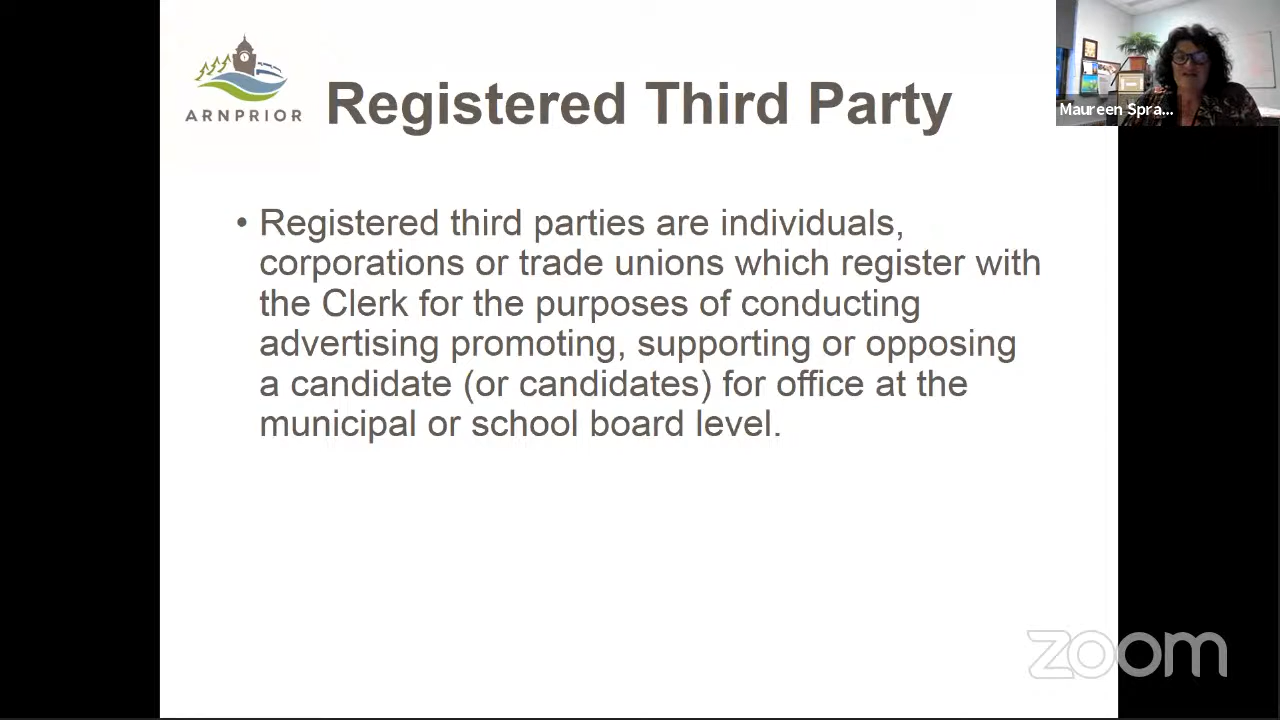 ARNPRIOR
Registered Third Party
Maureen Spra...
• Registered third parties are individuals,
corporations or trade unions which register with
the Clerk for the purposes of conducting
advertising promoting, supporting or opposing
a candidate (or candidates) for office at the
municipal or school board level.
zoom